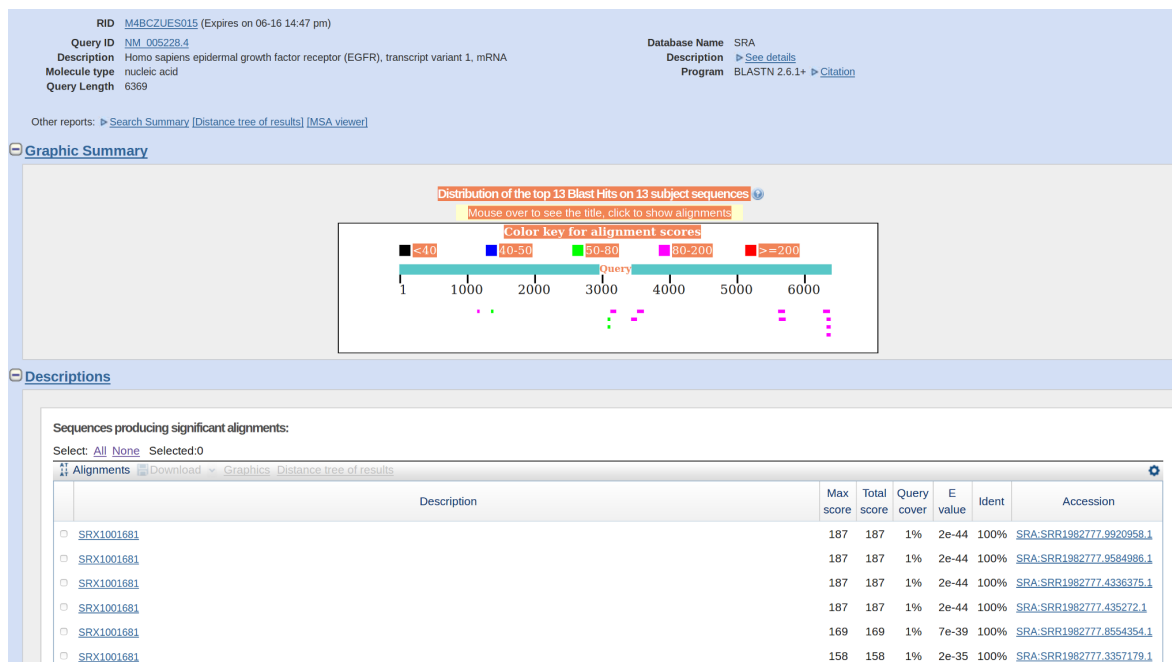 RID M4BCZUES015 (Expires on 06-16 14:47 pm)
Query ID NM_005228.4
Description Homo sapiens epidermal growth factor receptor (EGFR), transcript variant 1, mRNA
Molecule type nucleic acid
Query Length 6369
Database Name SRA
Description See details
Program BLASTN 2.6.1+ Citation
Other reports: Search Summary [Distance tree of results] [MSA viewer]
Graphic Summary
Distribution of the top 13 Blast Hits on 13 subject sequences
Mouse over to see the title, click to show alignments
Color key for alignment scores
<40 40-50 50-80 80-200 >=200
Query
1 1000 2000 3000 4000 5000 6000
Descriptions
Sequences producing significant alignments:
Select: All None Selected:0
Alignments Download Graphics Distance tree of results
Description Max score Total score Query cover E value Ident Accession
SRX1001681 187 187 1% 2e-44 100% SRA:SRR1982777.9920958.1
SRX1001681 187 187 1% 2e-44 100% SRA:SRR1982777.9584986.1
SRX1001681 187 187 1% 2e-44 100% SRA:SRR1982777.4336375.1
SRX1001681 187 187 1% 2e-44 100% SRA:SRR1982777.435272.1
SRX1001681 169 169 1% 7e-39 100% SRA:SRR1982777.8554354.1
SRX1001681 158 158 1% 2e-35 100% SRA:SRR1982777.3357179.1